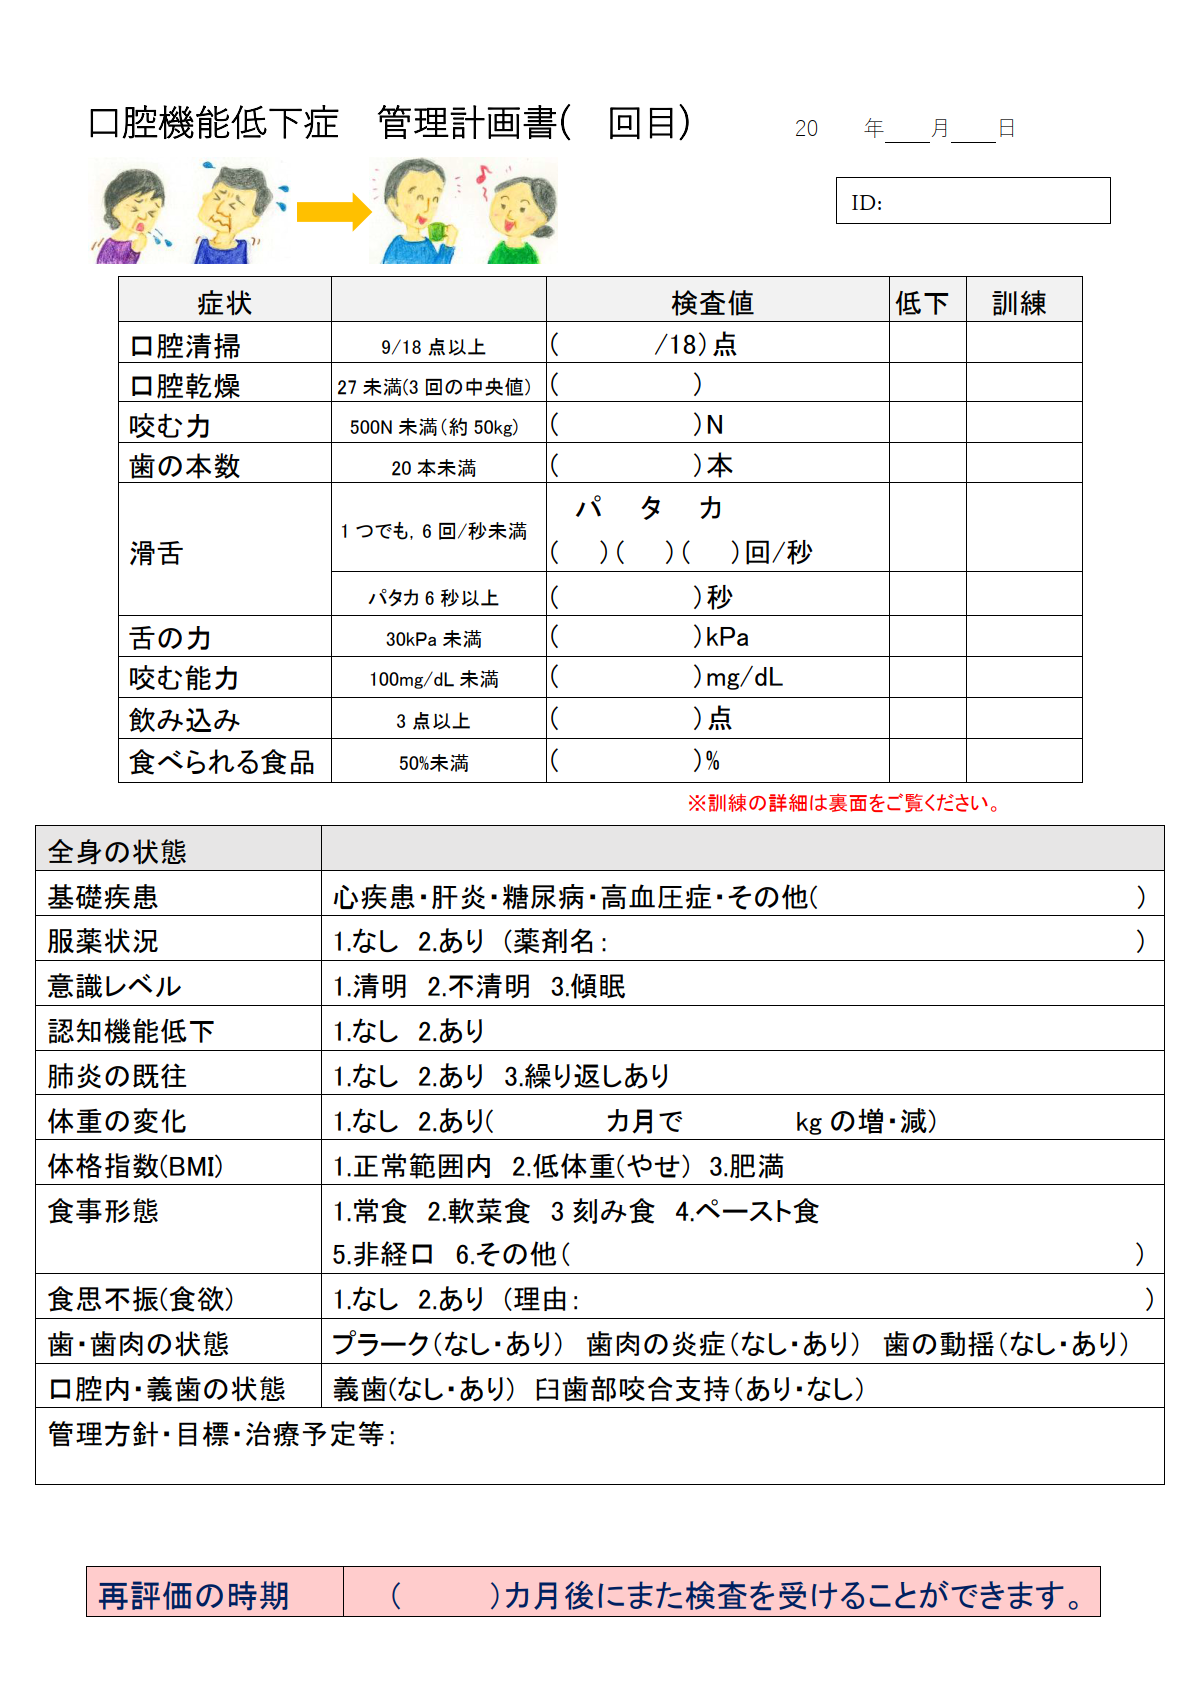 口腔機能低下症　管理計画書(　回目)　　20　　年＿＿月＿＿日
ID:
症状　　検査値　低下　訓練
口腔清掃　9/18 点以上　(　　　/18)点
口腔乾燥　27 未満(3 回の中央値)　(　　　)
咬む力　500N 未満(約 50kg)　(　　　)N
歯の本数　20 本未満　(　　　)本
滑舌　1 つでも, 6 回/秒未満　パ　タ　カ
(　)(　)(　)回/秒
パタカ 6 秒以上　(　　　)秒
舌の力　30kPa 未満　(　　　)kPa
咬む能力　100mg/dL 未満　(　　　)mg/dL
飲み込み　3 点以上　(　　　)点
食べられる食品　50%未満　(　　　)%
※訓練の詳細は裏面をご覧ください。
全身の状態
基礎疾患　心疾患・肝炎・糖尿病・高血圧症・その他(　　　)
服薬状況　1.なし　2.あり　(薬剤名:　　　)
意識レベル　1.清明　2.不清明　3.傾眠
認知機能低下　1.なし　2.あり
肺炎の既往　1.なし　2.あり　3.繰り返しあり
体重の変化　1.なし　2.あり(　　　カ月で　　　kg の増・減)
体格指数(BMI)　1.正常範囲内　2.低体重(やせ)　3.肥満
食事形態　1.常食　2.軟菜食　3 刻み食　4.ペースト食
5.非経口　6.その他(　　　)
食思不振(食欲)　1.なし　2.あり　(理由:　　　)
歯・歯肉の状態　プラーク(なし・あり)　歯肉の炎症(なし・あり)　歯の動揺(なし・あり)
口腔内・義歯の状態　義歯(なし・あり)　臼歯部咬合支持(あり・なし)
管理方針・目標・治療予定等:
再評価の時期　(　　　)カ月後にまた検査を受けることができます。